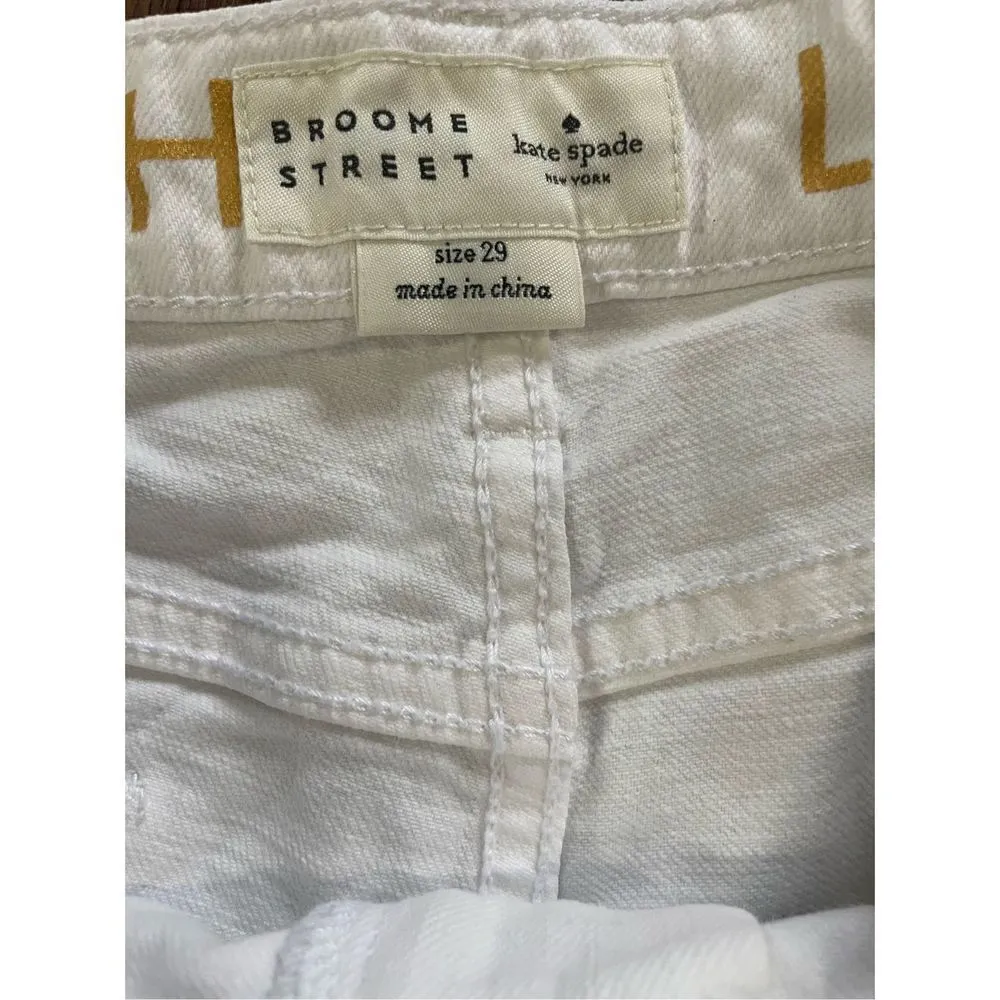 H
BROOME
STREET
kate spade
NEW YORK
L
size 29
made in china